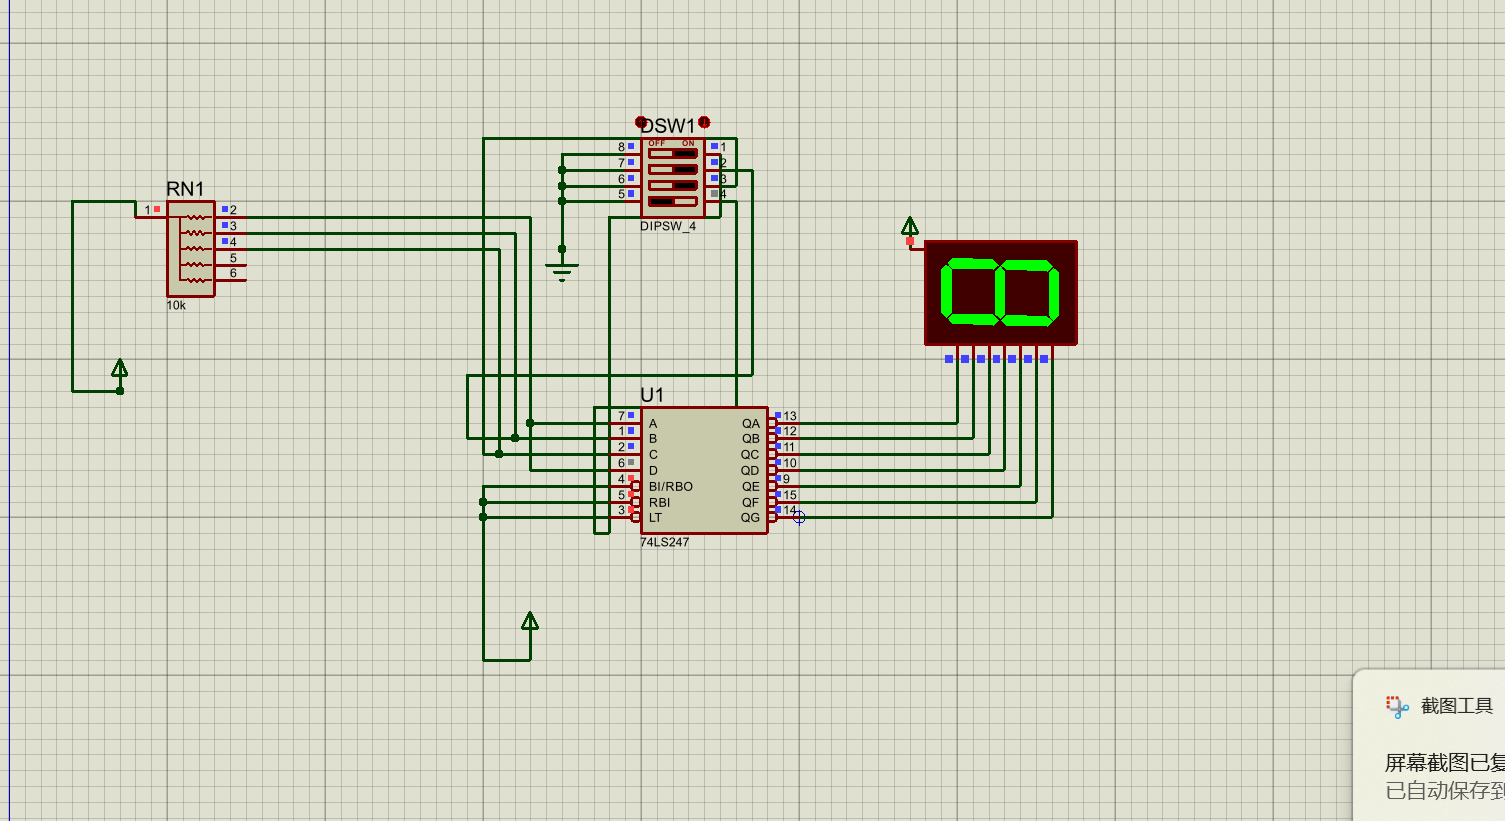 DSW1
OFF ON
8 1
7 2
6 3
5 4
DIPSW_4
RN1
1 2
3
4
5
6
10k
U1
7 A QA 13
1 B QB 12
2 C QC 11
6 D QD 10
4 BI/RBO QE 9
5 RBI QF 15
3 LT QG 14
74LS247
截图工具
屏幕截图已复
已自动保存到